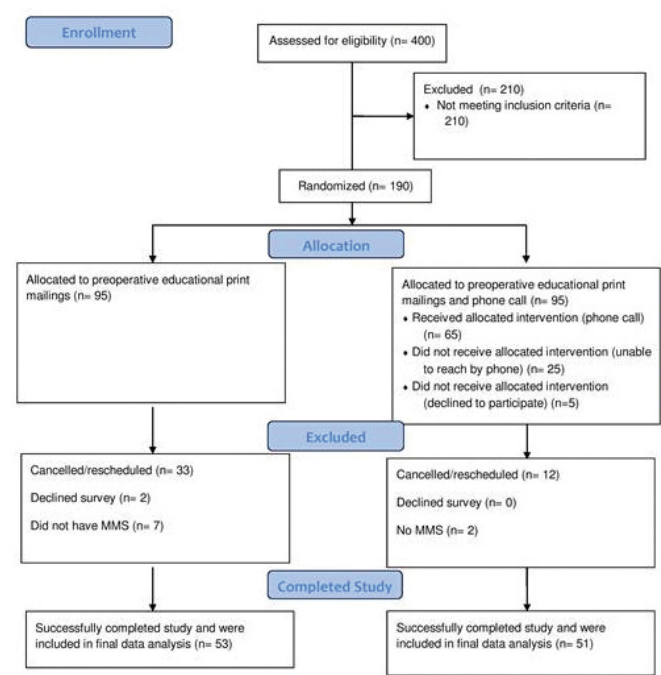 Enrollment
Assessed for eligibility (n= 400)
Excluded (n= 210)
♦ Not meeting inclusion criteria (n=
210)
Randomized (n= 190)
Allocation
Allocated to preoperative educational print
mailings (n= 95)
Allocated to preoperative educational print
mailings and phone call (n= 95)
♦ Received allocated intervention (phone call)
(n= 65)
♦ Did not receive allocated intervention (unable
to reach by phone) (n= 25)
♦ Did not receive allocated intervention
(declined to participate) (n=5)
Excluded
Cancelled/rescheduled (n= 33)
Declined survey (n= 2)
Did not have MMS (n= 7)
Cancelled/rescheduled (n= 12)
Declined survey (n= 0)
No MMS (n= 2)
Completed Study
Successfully completed study and were
included in final data analysis (n= 53)
Successfully completed study and were
included in final data analysis (n= 51)